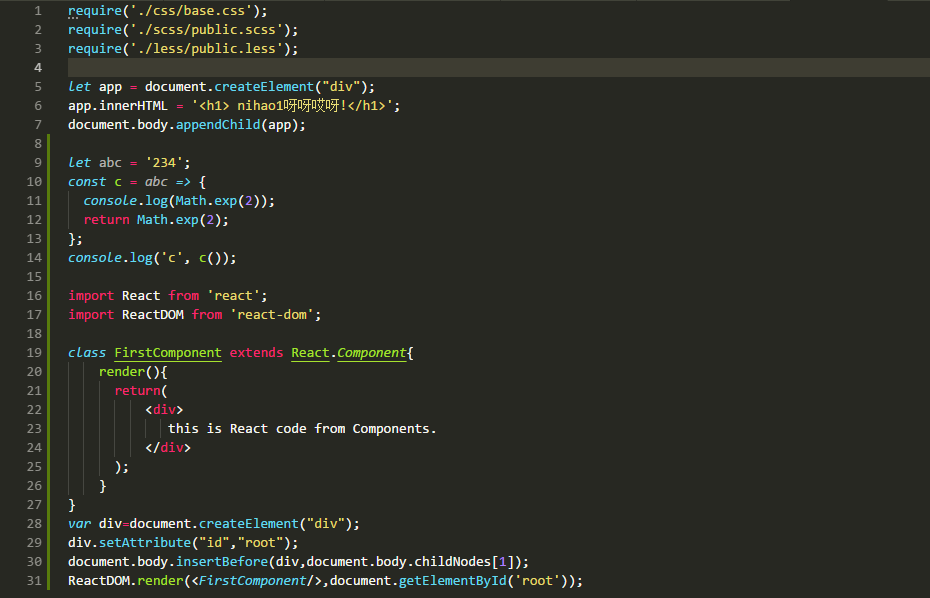 1 require('./css/base.css');
2 require('./scss/public.scss');
3 require('./less/public.less');
4
5 let app = document.createElement("div");
6 app.innerHTML = '<h1> nihao1呀呀哎呀!</h1>';
7 document.body.appendChild(app);
8
9 let abc = '234';
10 const c = abc => {
11   console.log(Math.exp(2));
12   return Math.exp(2);
13 };
14 console.log('c', c());
15
16 import React from 'react';
17 import ReactDOM from 'react-dom';
18
19 class FirstComponent extends React.Component{
20     render(){
21       return(
22           <div>
23              this is React code from Components.
24           </div>
25       );
26     }
27 }
28 var div=document.createElement("div");
29 div.setAttribute("id","root");
30 document.body.insertBefore(div,document.body.childNodes[1]);
31 ReactDOM.render(<FirstComponent/>,document.getElementById('root'));